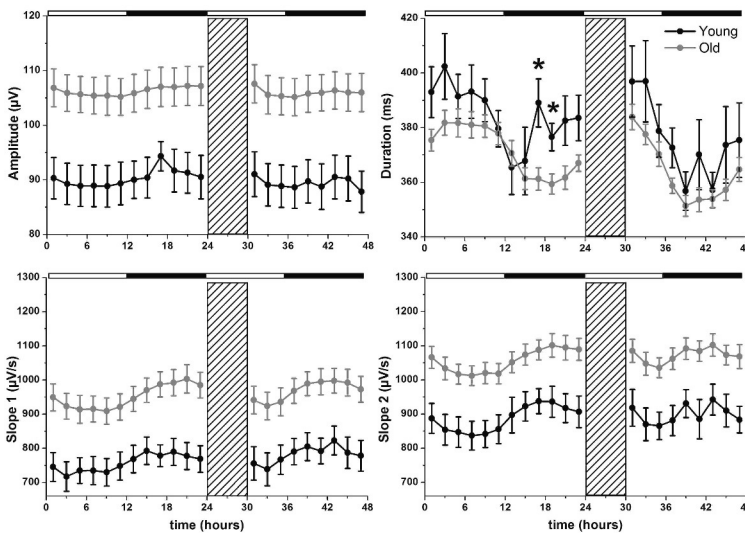 120
110
100
90
80
Amplitude (µV)
0 6 12 18 24 30 36 42 48
420
400
380
360
340
Duration (ms)
* *
Young
Old
0 6 12 18 24 30 36 42 48
1300
1200
1100
1000
900
800
700
Slope 1 (µV/s)
0 6 12 18 24 30 36 42 48
time (hours)
1300
1200
1100
1000
900
800
700
Slope 2 (µV/s)
0 6 12 18 24 30 36 42 48
time (hours)